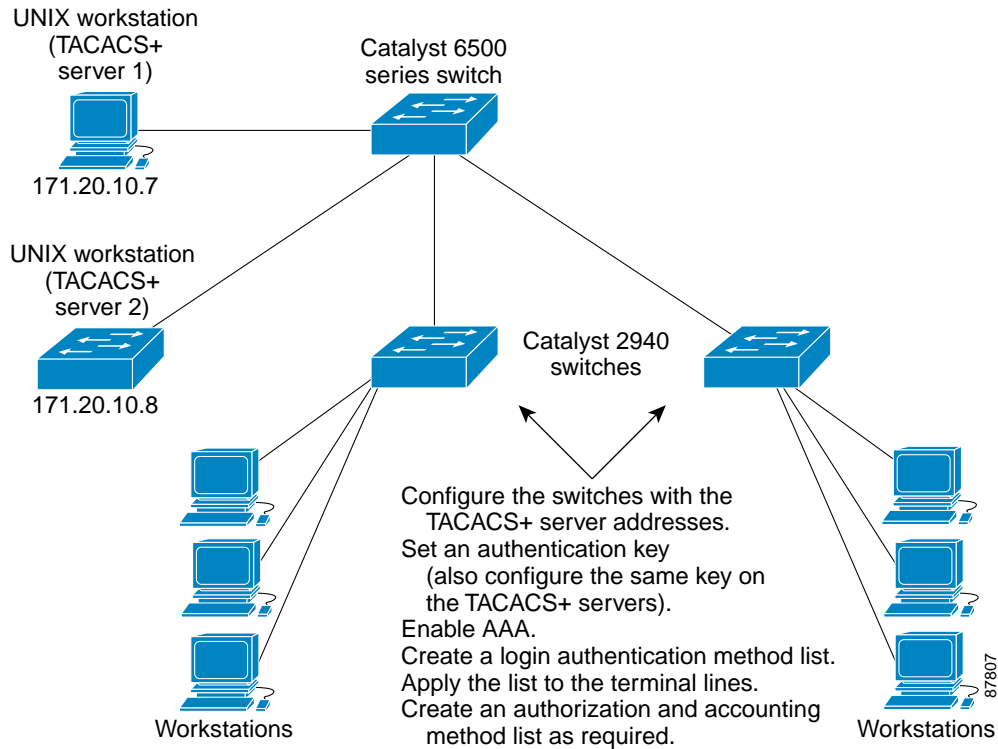 UNIX workstation
(TACACS+
server 1)
Catalyst 6500
series switch
171.20.10.7
UNIX workstation
(TACACS+
server 2)
171.20.10.8
Catalyst 2940
switches
Configure the switches with the
TACACS+ server addresses.
Set an authentication key
(also configure the same key on
the TACACS+ servers).
Enable AAA.
Create a login authentication method list.
Apply the list to the terminal lines.
Create an authorization and accounting
method list as required.
Workstations
Workstations
87807